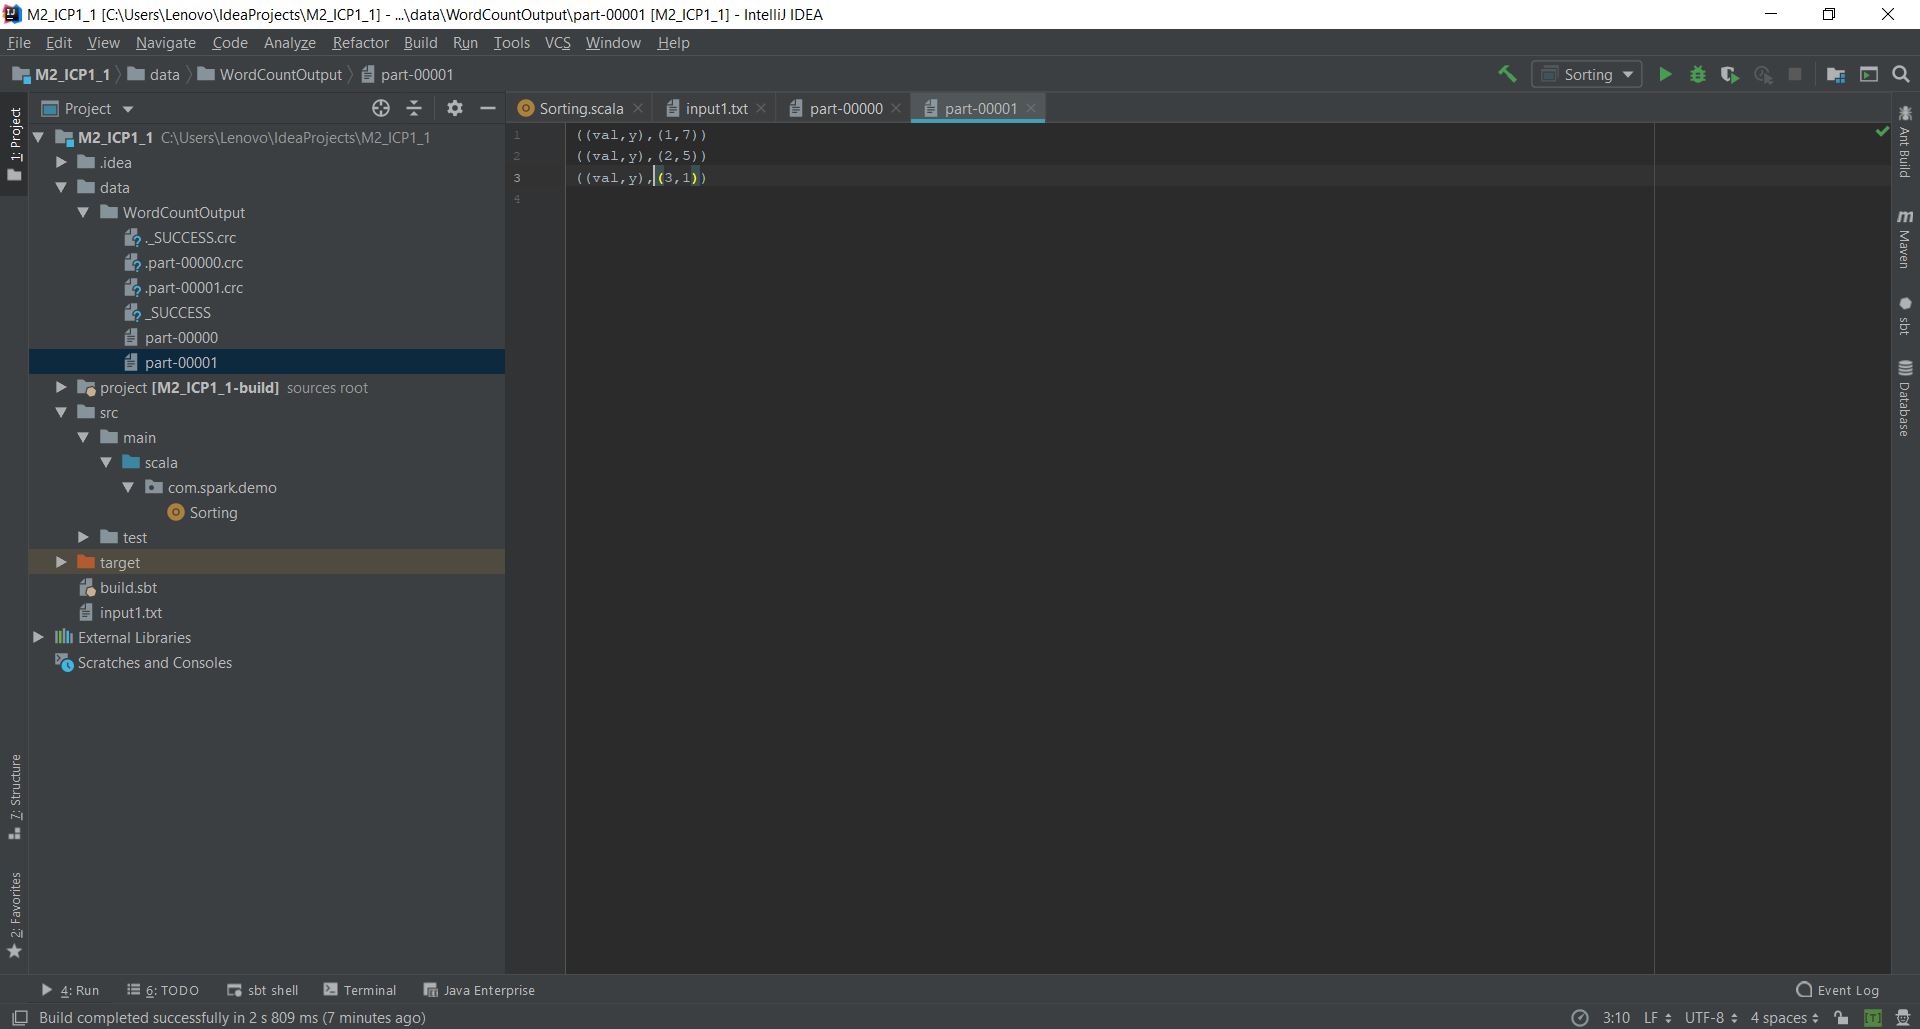 M2_ICP1_1 [C:\Users\Lenovo\IdeaProjects\M2_ICP1_1] - ...\data\WordCountOutput\part-00001 [M2_ICP1_1] - IntelliJ IDEA
File Edit View Navigate Code Analyze Refactor Build Run Tools VCS Window Help
M2_ICP1_1 data WordCountOutput part-00001 Sorting
1: Project
Project
Sorting.scala input1.txt part-00000 part-00001
M2_ICP1_1 C:\Users\Lenovo\IdeaProjects\M2_ICP1_1
.idea
data
WordCountOutput
._SUCCESS.crc
.part-00000.crc
.part-00001.crc
_SUCCESS
part-00000
part-00001
project [M2_ICP1_1-build] sources root
src
main
scala
com.spark.demo
Sorting
test
target
build.sbt
input1.txt
External Libraries
Scratches and Consoles
1 ((val,y),(1,7))
2 ((val,y),(2,5))
3 ((val,y),(3,1))
4
Ant Build
m Maven
sbt
Database
7: Structure
2: Favorites
4: Run 6: TODO sbt shell Terminal Java Enterprise Event Log
Build completed successfully in 2 s 809 ms (7 minutes ago) 3:10 LF UTF-8 4 spaces [T]